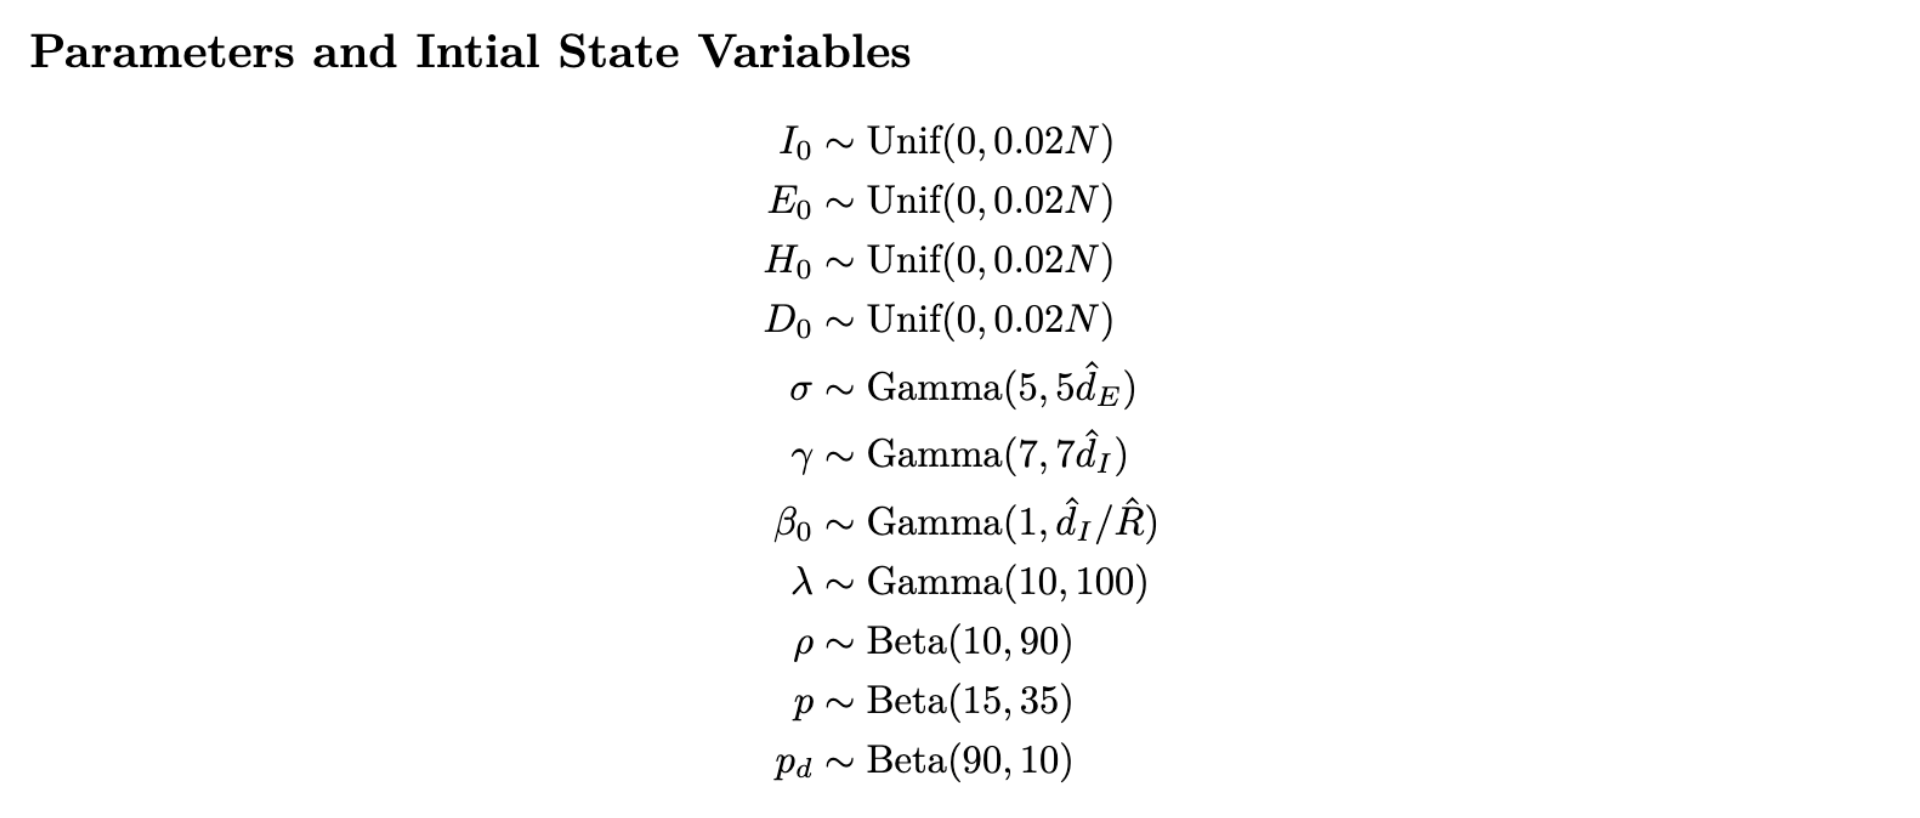 Parameters and Intial State Variables
I₀ ∼ Unif(0, 0.02N)
E₀ ∼ Unif(0, 0.02N)
H₀ ∼ Unif(0, 0.02N)
D₀ ∼ Unif(0, 0.02N)
σ ∼ Gamma(5, 5d̂_E)
γ ∼ Gamma(7, 7d̂_I)
β₀ ∼ Gamma(1, d̂_I/R̂)
λ ∼ Gamma(10, 100)
ρ ∼ Beta(10, 90)
p ∼ Beta(15, 35)
p_d ∼ Beta(90, 10)